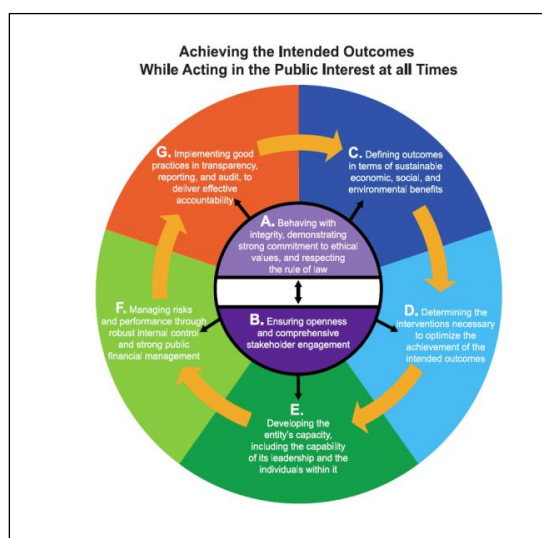 Achieving the Intended Outcomes
While Acting in the Public Interest at all Times
A. Behaving with
integrity, demonstrating
strong commitment to ethical
values, and respecting
the rule of law
B. Ensuring openness
and comprehensive
stakeholder engagement
C. Defining outcomes
in terms of sustainable
economic, social, and
environmental benefits
D. Determining the
interventions necessary
to optimize the
achievement of the
intended outcomes
E.
Developing the
entity's capacity,
including the capability
of its leadership and the
individuals within it
F. Managing risks
and performance through
robust internal control
and strong public
financial management
G. Implementing good
practices in transparency,
reporting, and audit, to
deliver effective
accountability